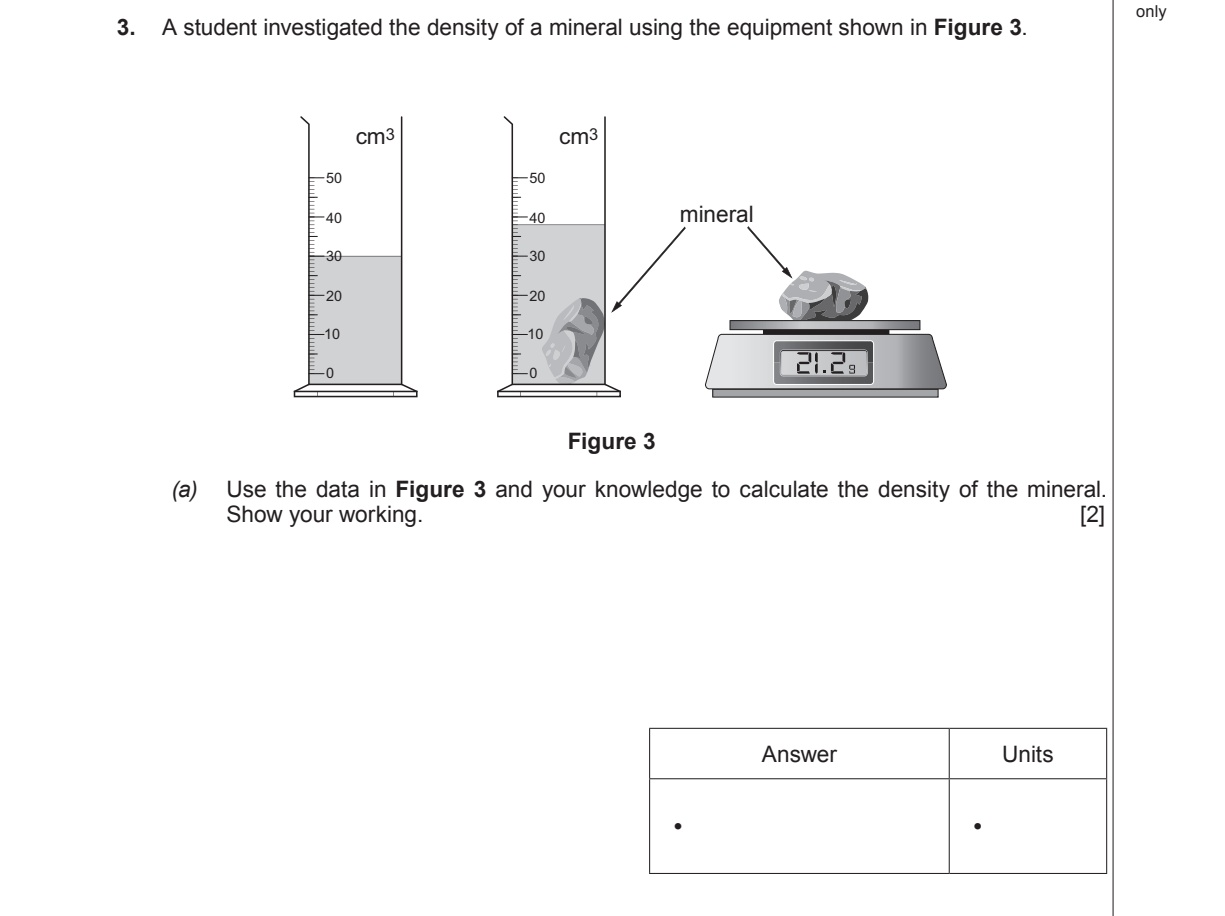 only
3. A student investigated the density of a mineral using the equipment shown in Figure 3.
cm3 cm3
50 50
mineral
40 40
30 30
20 20
10 10
21.2g
0 0
Figure 3
(a) Use the data in Figure 3 and your knowledge to calculate the density of the mineral.
Show your working. [2]
Answer Units
• •